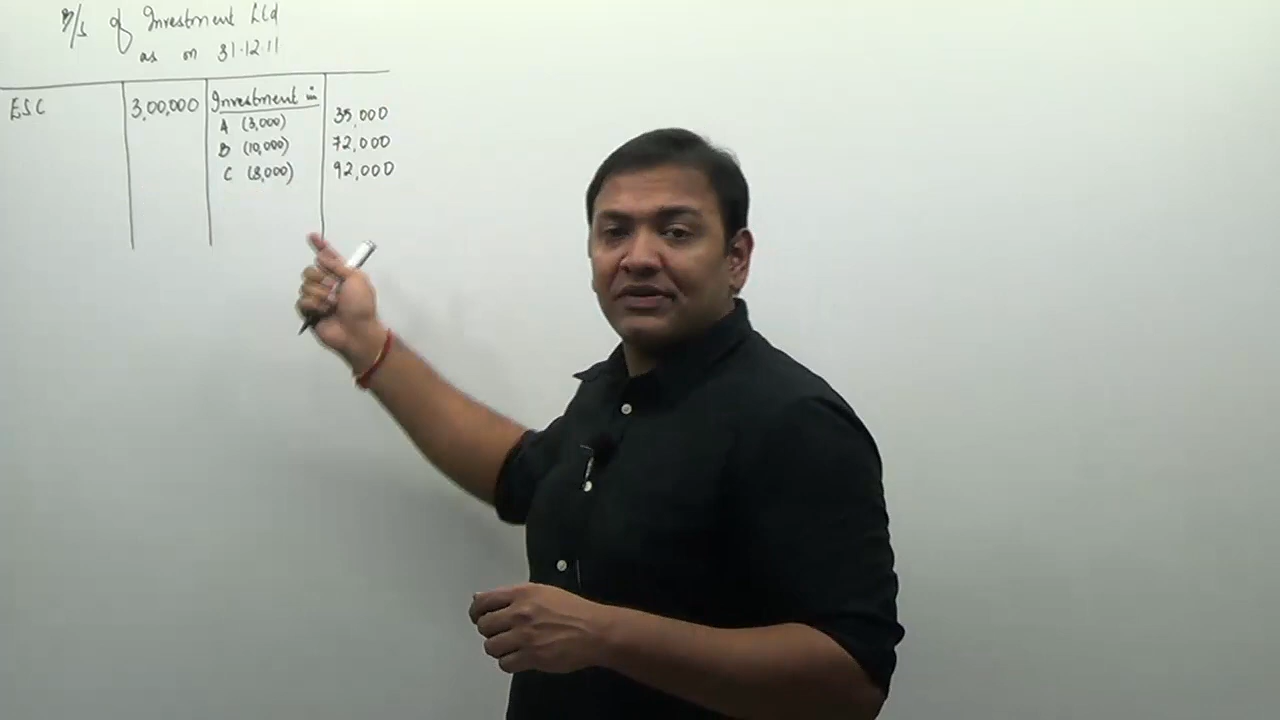 B/S of Investment Ltd
as on 31.12.11
ESC 3,00,000 Investment in
A (3,000) 35,000
B (10,000) 72,000
C (8,000) 92,000